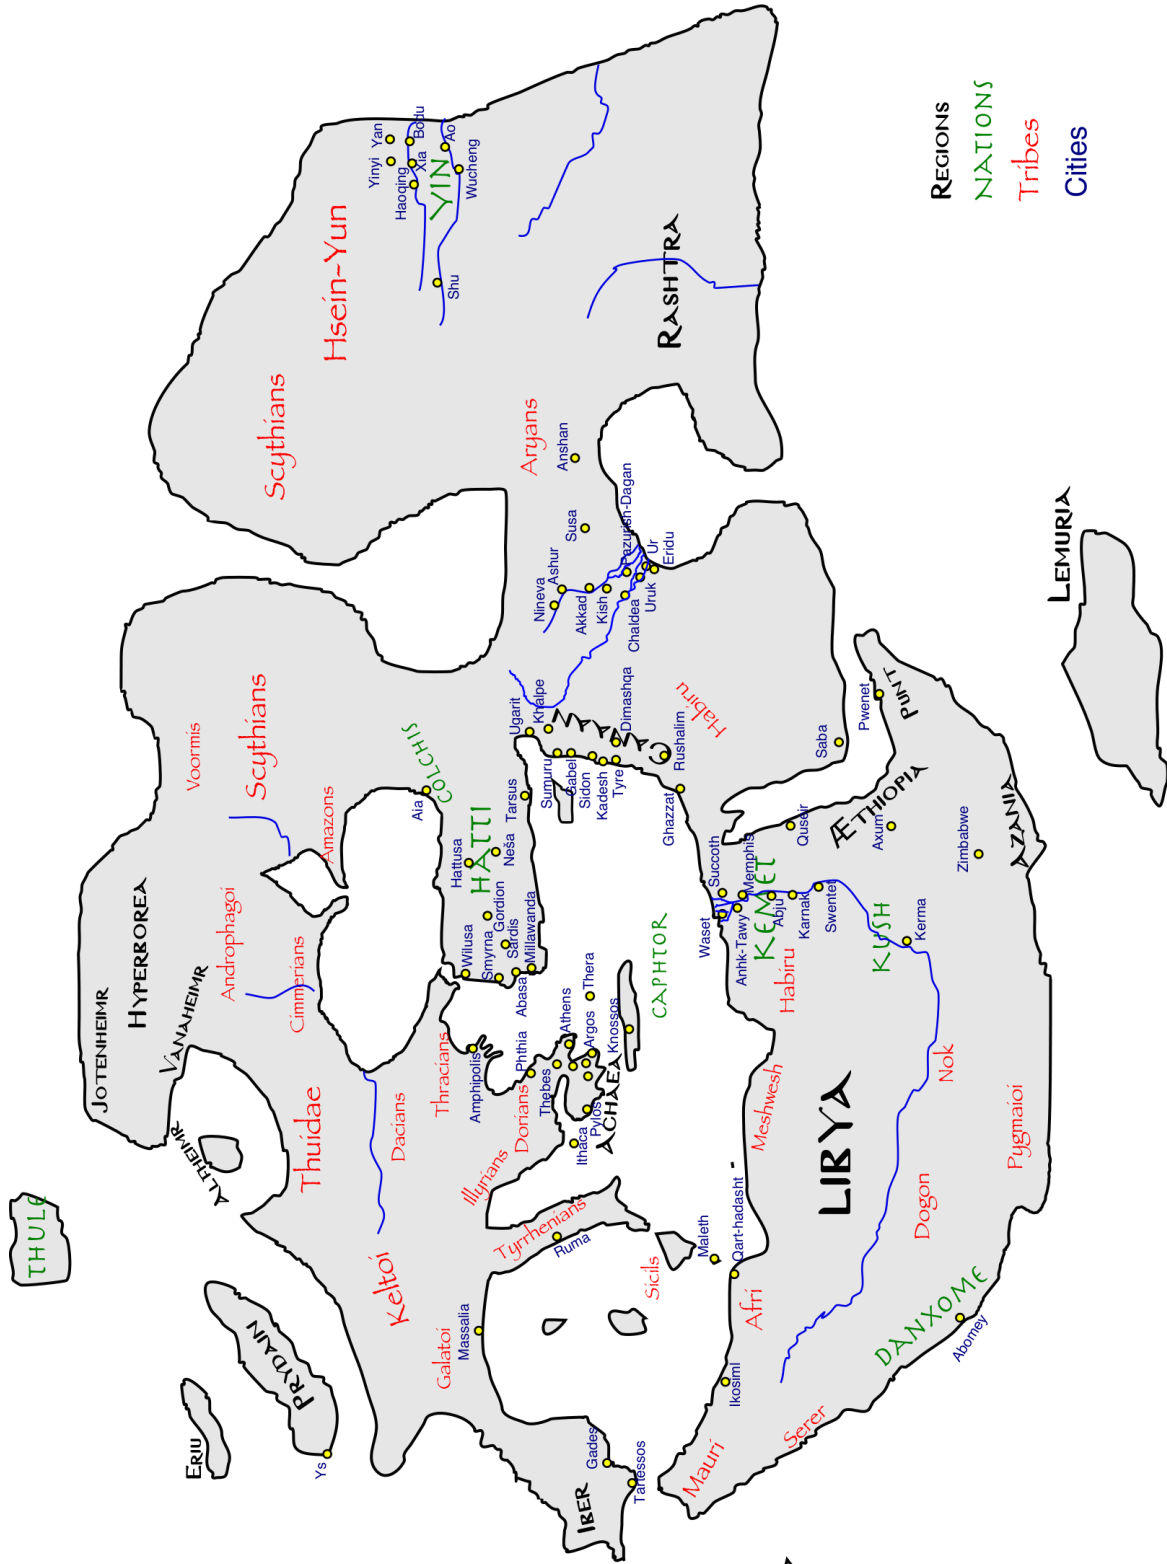 THULE
JOTENHEIMR
HYPERBOREA
VANAHEIMR
ALFHEIMR
ERIU
PRYDAIN
Ys
Voormis
Scythians
Androphagoi
Cimmerians
Amazons
Thuidae
Dacians
Thracians
Keltoi
Galatoi
Massalia
Illyrians
Dorians
Tyrrhenians
Ruma
Sicils
Maleth
IBER
Gades
Tartessos
Amphipolis
Phthia
Thebes
Athens
Argos
Thera
Ithaca
Pylos
ACHAEA
Knossos
CAPHTOR
COLCHIS
Aia
HATTI
Hattusa
Neša
Tarsus
Gordion
Wilusa
Smyrna
Sardis
Abasa
Millawanda
Ugarit
Khalpe
CANAAN
Sumuru
Gabel
Sidon
Kadesh
Tyre
Dimashqa
Rushalim
Ghazzat
Habiru
Nineva
Ashur
Akkad
Kish
Chaldea
Pazurish-Dagan
Uruk
Ur
Eridu
Susa
Anshan
Aryans
Scythians
Hsein-Yun
Yinyi
Yan
Haoqing
Xia
Bodu
YIN
Ao
Wucheng
Shu
RASHTRA
Saba
Pwenet
PUNT
LEMURIA
Succoth
Waset
Memphis
Anhk-Tawy
KEMET
Abju
Karnak
Swentet
Quseir
Habiru
KUSH
Kerma
ÆTHIOPIA
Axum
Zimbabwe
AZANIA
Meshwesh
LIBYA
Nok
Dogon
Pygmaioi
Qart-hadasht
Afri
Ikosiml
Mauri
Serer
DANXOME
Abomey
REGIONS
NATIONS
Tribes
Cities